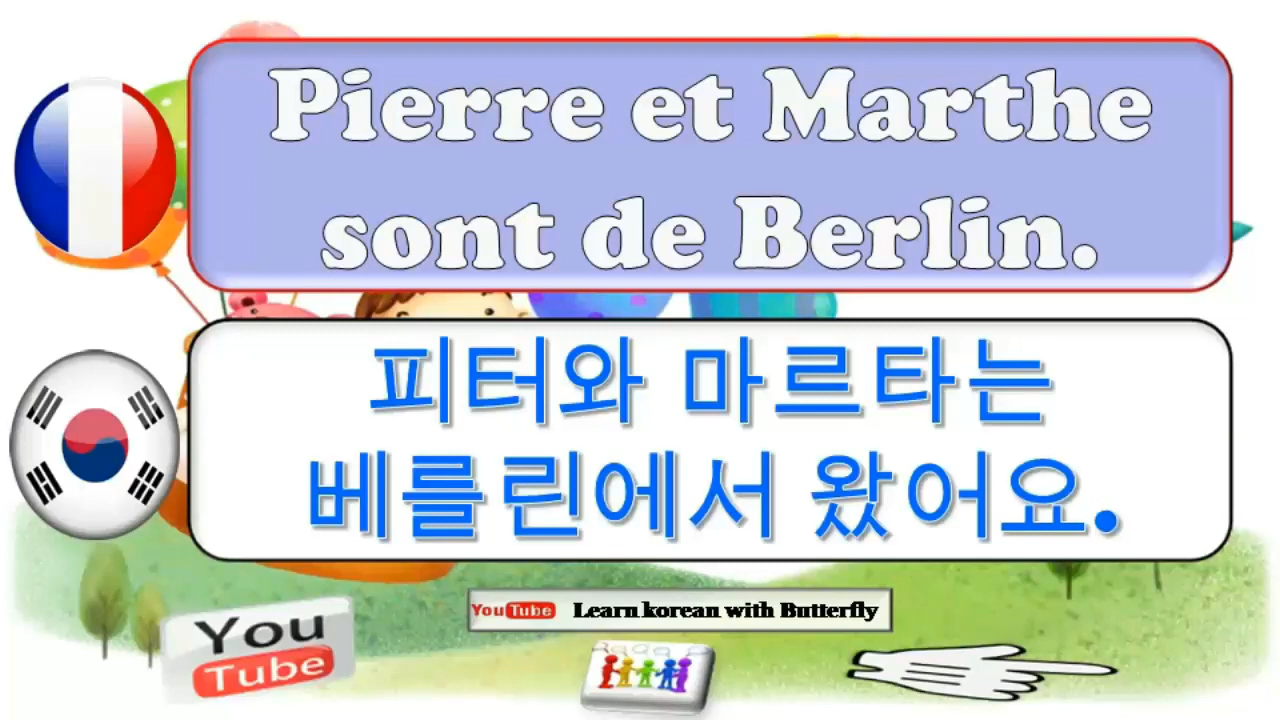 Pierre et Marthe
sont de Berlin.
피터와 마르타는
베를린에서 왔어요.
YouTube Learn korean with Butterfly
You
Tube